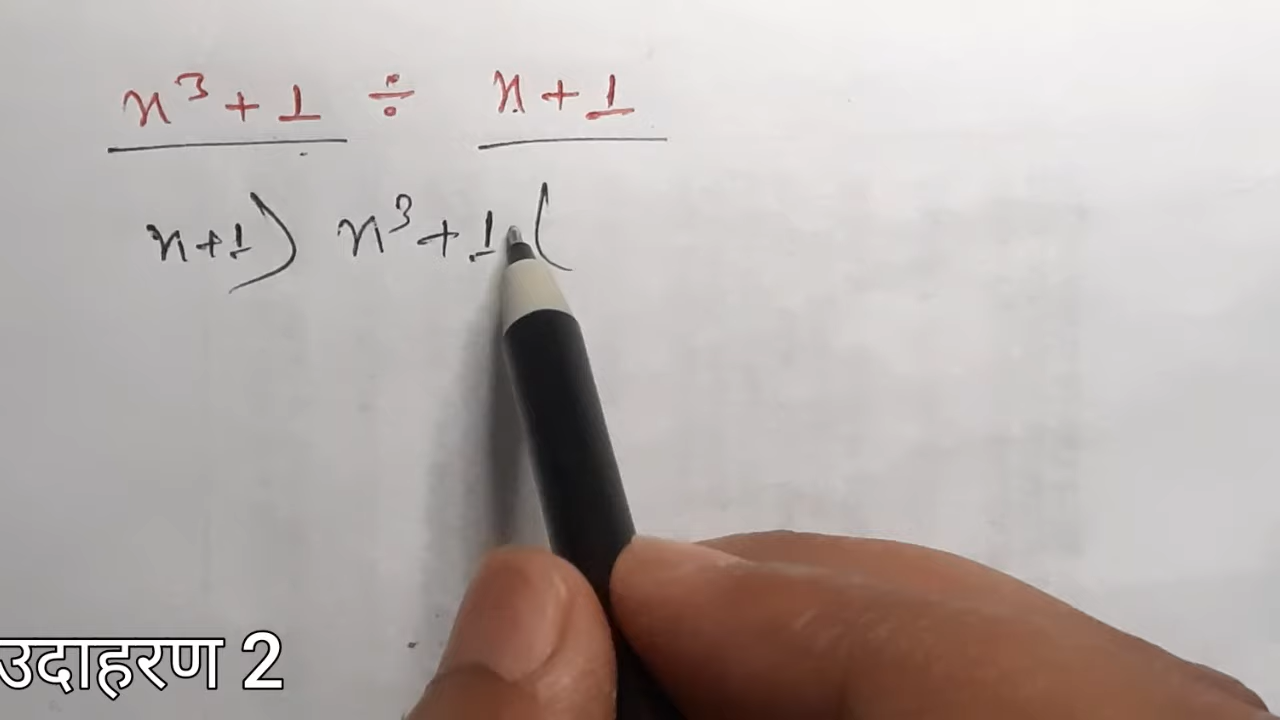 x³ + 1 ÷ x + 1
x+1) x³ + 1 (
उदाहरण 2